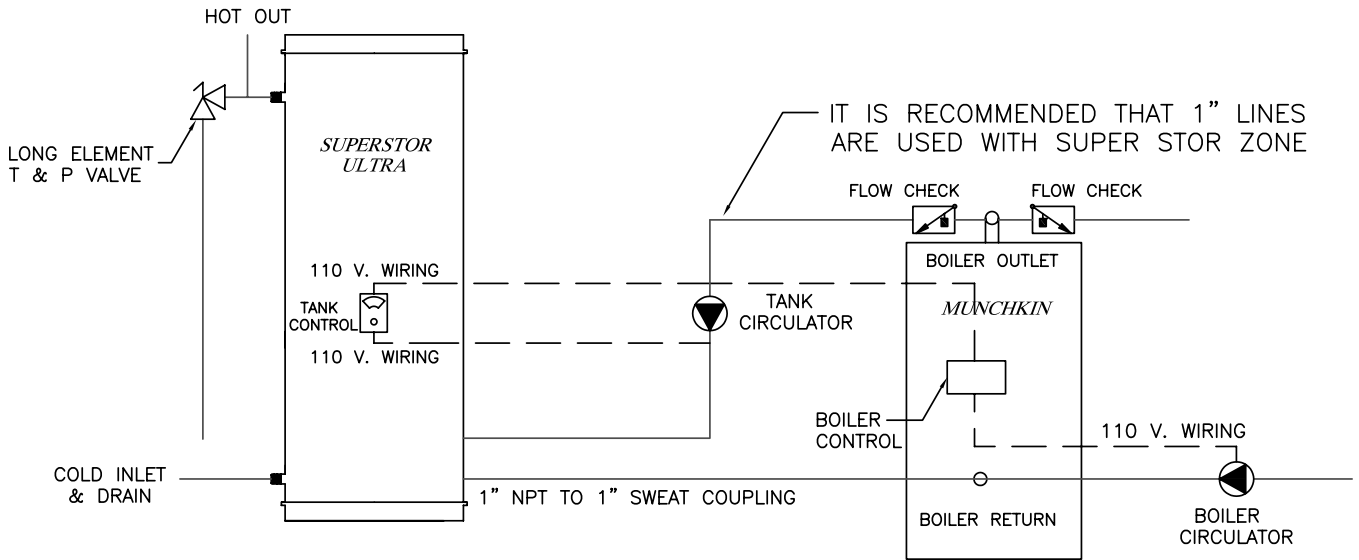 HOT OUT
LONG ELEMENT
T & P VALVE
SUPERSTOR
ULTRA
IT IS RECOMMENDED THAT 1” LINES
ARE USED WITH SUPER STOR ZONE
FLOW CHECK
FLOW CHECK
BOILER OUTLET
110 V. WIRING
TANK
CONTROL
110 V. WIRING
TANK
CIRCULATOR
MUNCHKIN
BOILER
CONTROL
110 V. WIRING
COLD INLET
& DRAIN
1” NPT TO 1” SWEAT COUPLING
BOILER RETURN
BOILER
CIRCULATOR